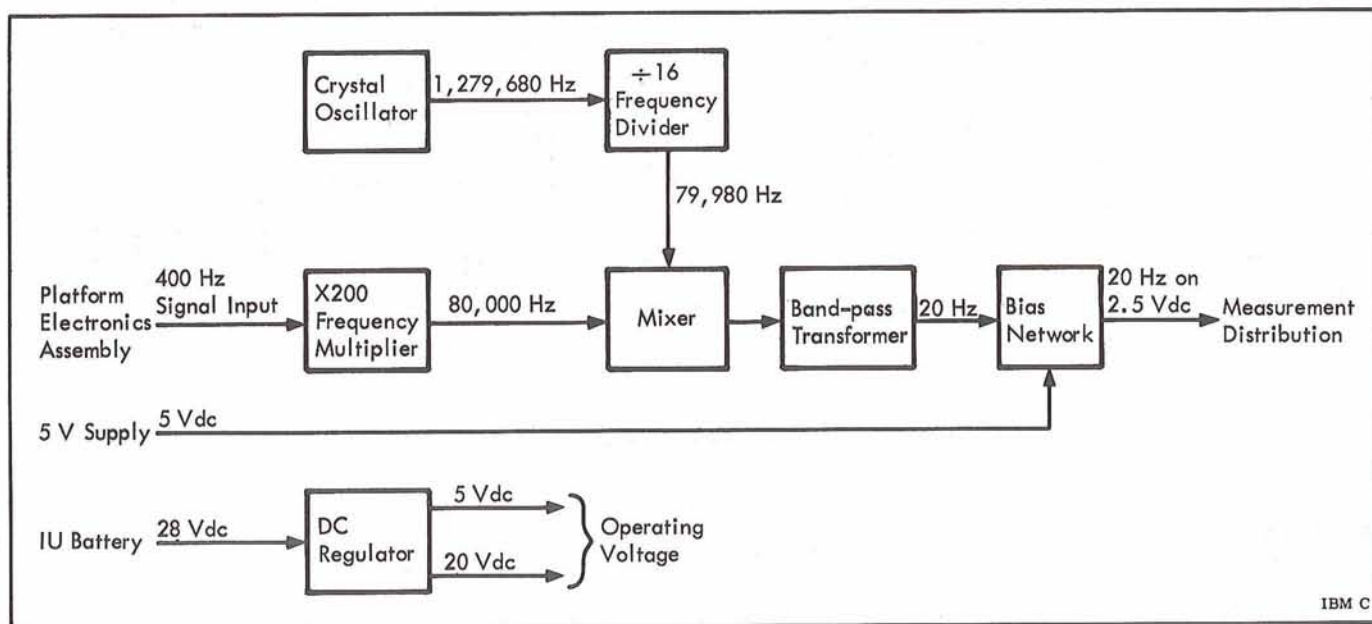 Crystal
Oscillator
1,279,680 Hz
÷16
Frequency
Divider
79,980 Hz
Platform
Electronics
Assembly
400 Hz
Signal Input
X200
Frequency
Multiplier
80,000 Hz
Mixer
Band-pass
Transformer
20 Hz
Bias
Network
20 Hz on
2.5 Vdc
Measurement
Distribution
5 V Supply
5 Vdc
IU Battery
28 Vdc
DC
Regulator
5 Vdc
20 Vdc
Operating
Voltage
IBM C